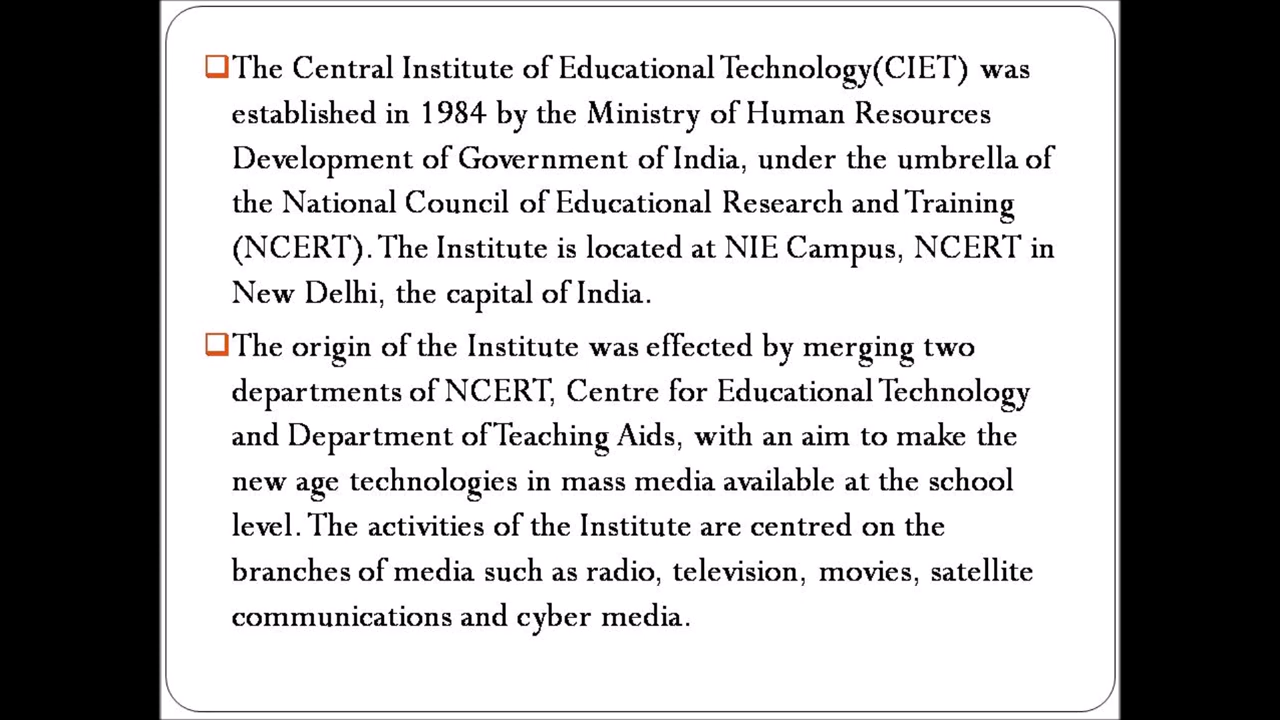 The Central Institute of Educational Technology(CIET) was
established in 1984 by the Ministry of Human Resources
Development of Government of India, under the umbrella of
the National Council of Educational Research and Training
(NCERT). The Institute is located at NIE Campus, NCERT in
New Delhi, the capital of India.
The origin of the Institute was effected by merging two
departments of NCERT, Centre for Educational Technology
and Department of Teaching Aids, with an aim to make the
new age technologies in mass media available at the school
level. The activities of the Institute are centred on the
branches of media such as radio, television, movies, satellite
communications and cyber media.